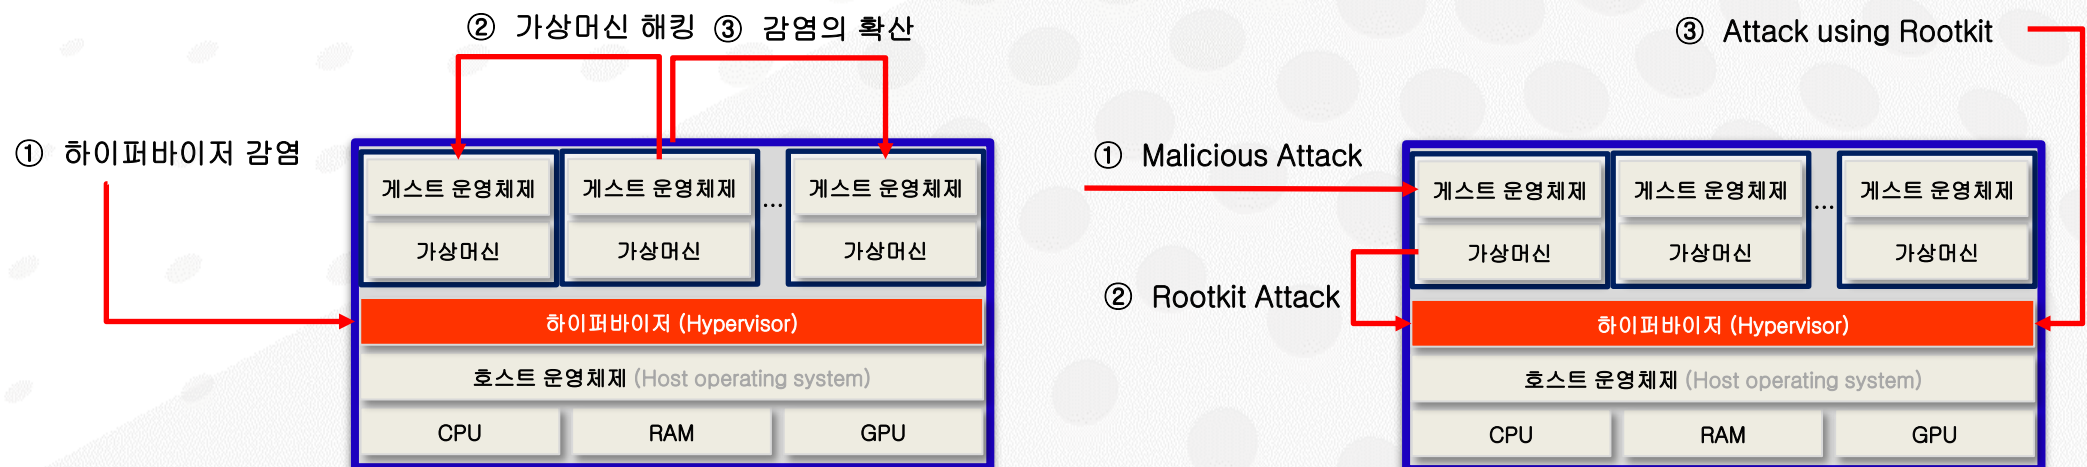 ② 가상머신 해킹 ③ 감염의 확산
① 하이퍼바이저 감염
게스트 운영체제 게스트 운영체제 ... 게스트 운영체제
가상머신 가상머신 가상머신
하이퍼바이저 (Hypervisor)
호스트 운영체제 (Host operating system)
CPU RAM GPU
③ Attack using Rootkit
① Malicious Attack
② Rootkit Attack
게스트 운영체제 게스트 운영체제 ... 게스트 운영체제
가상머신 가상머신 가상머신
하이퍼바이저 (Hypervisor)
호스트 운영체제 (Host operating system)
CPU RAM GPU